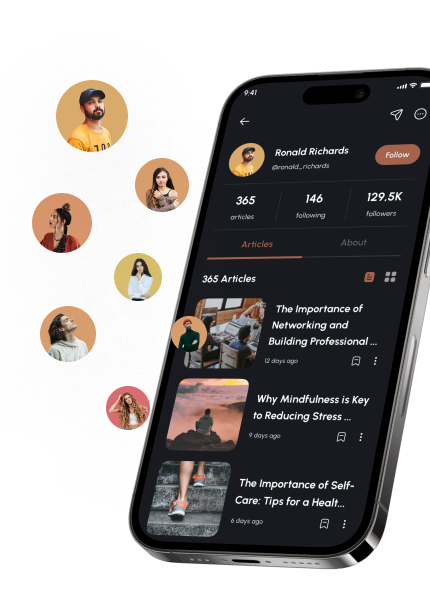 9:41
Ronald Richards
@ronald_richards
Follow
365
articles
146
following
129.5K
followers
Articles
About
365 Articles
The Importance of
Networking and
Building Professional ...
12 days ago
Why Mindfulness is Key
to Reducing Stress ...
9 days ago
The Importance of Self-
Care: Tips for a Healt...
6 days ago